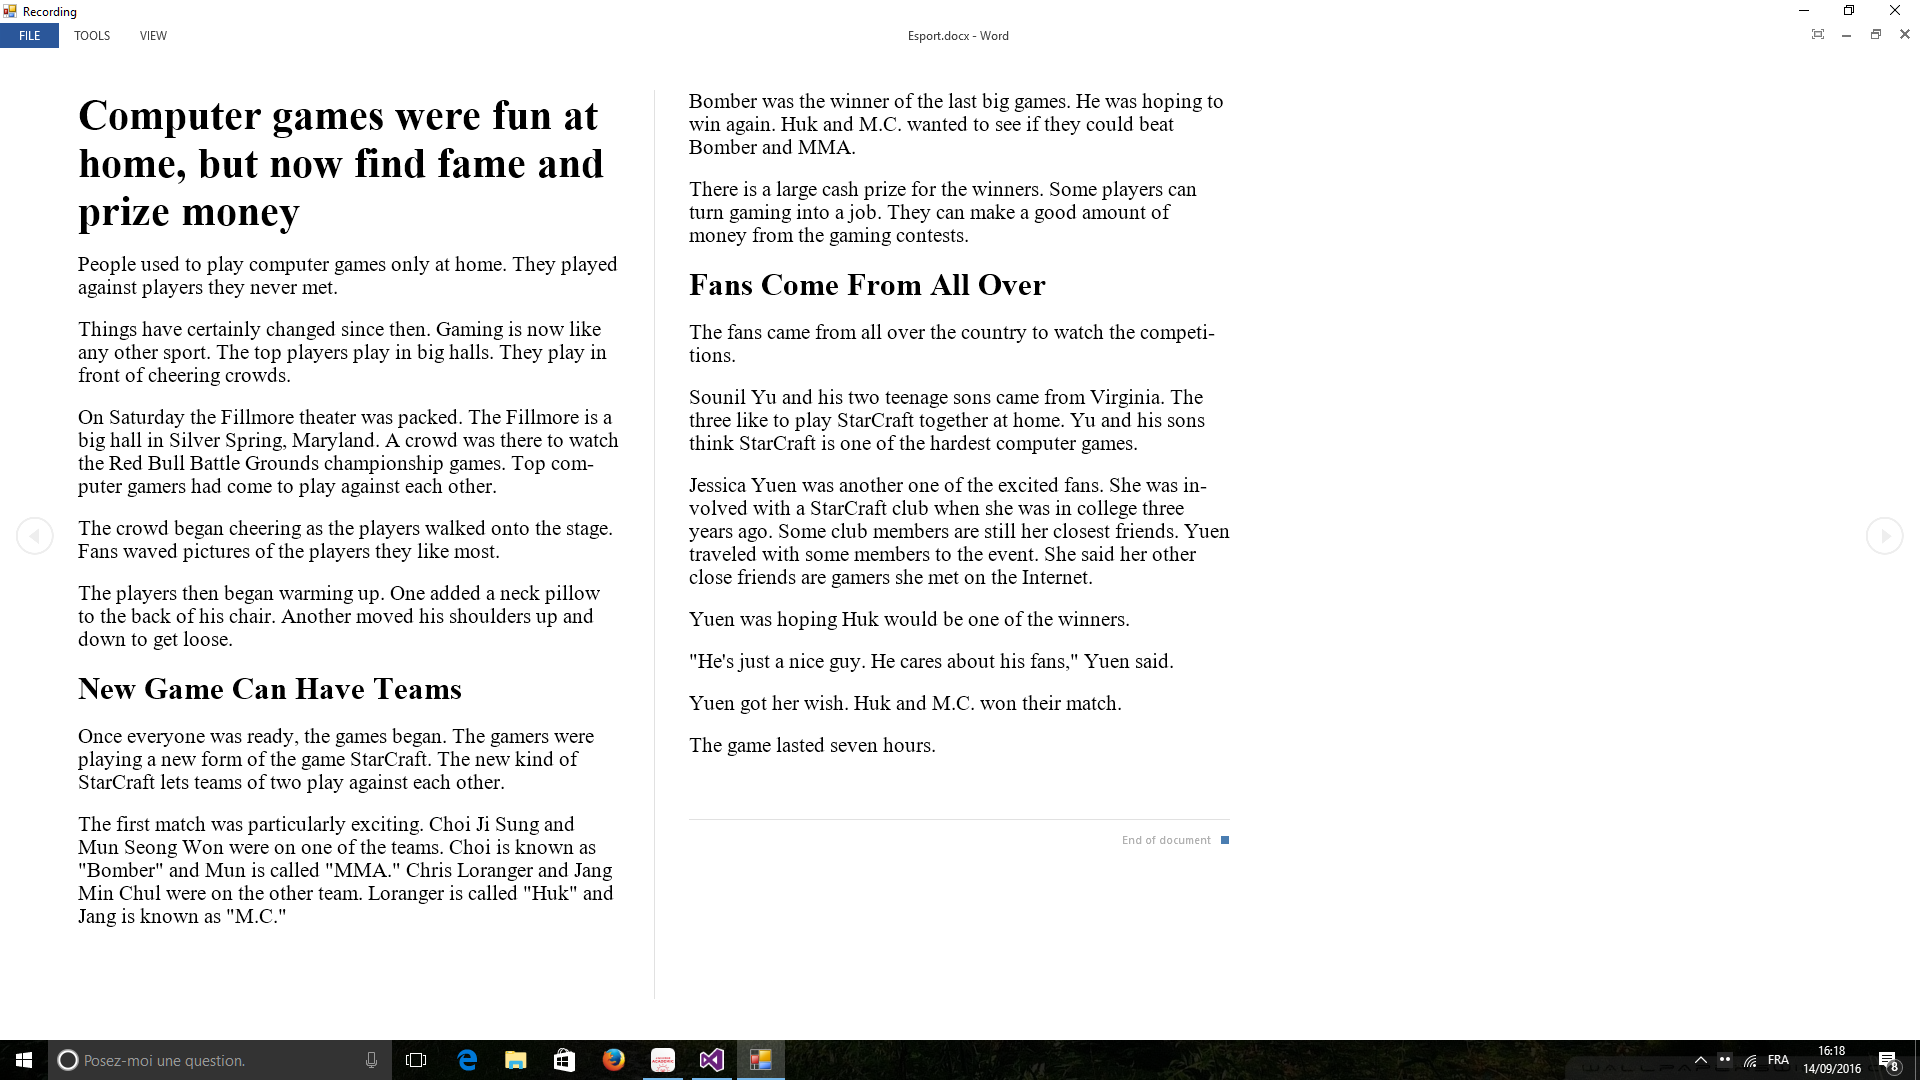 Recording
FILE TOOLS VIEW Esport.docx - Word
Computer games were fun at
home, but now find fame and
prize money
People used to play computer games only at home. They played
against players they never met.
Things have certainly changed since then. Gaming is now like
any other sport. The top players play in big halls. They play in
front of cheering crowds.
On Saturday the Fillmore theater was packed. The Fillmore is a
big hall in Silver Spring, Maryland. A crowd was there to watch
the Red Bull Battle Grounds championship games. Top com-
puter gamers had come to play against each other.
The crowd began cheering as the players walked onto the stage.
Fans waved pictures of the players they like most.
The players then began warming up. One added a neck pillow
to the back of his chair. Another moved his shoulders up and
down to get loose.
New Game Can Have Teams
Once everyone was ready, the games began. The gamers were
playing a new form of the game StarCraft. The new kind of
StarCraft lets teams of two play against each other.
The first match was particularly exciting. Choi Ji Sung and
Mun Seong Won were on one of the teams. Choi is known as
"Bomber" and Mun is called "MMA." Chris Loranger and Jang
Min Chul were on the other team. Loranger is called "Huk" and
Jang is known as "M.C."
Bomber was the winner of the last big games. He was hoping to
win again. Huk and M.C. wanted to see if they could beat
Bomber and MMA.
There is a large cash prize for the winners. Some players can
turn gaming into a job. They can make a good amount of
money from the gaming contests.
Fans Come From All Over
The fans came from all over the country to watch the competi-
tions.
Sounil Yu and his two teenage sons came from Virginia. The
three like to play StarCraft together at home. Yu and his sons
think StarCraft is one of the hardest computer games.
Jessica Yuen was another one of the excited fans. She was in-
volved with a StarCraft club when she was in college three
years ago. Some club members are still her closest friends. Yuen
traveled with some members to the event. She said her other
close friends are gamers she met on the Internet.
Yuen was hoping Huk would be one of the winners.
"He's just a nice guy. He cares about his fans," Yuen said.
Yuen got her wish. Huk and M.C. won their match.
The game lasted seven hours.
End of document
Posez-moi une question.
FRA
16:18
14/09/2016
8